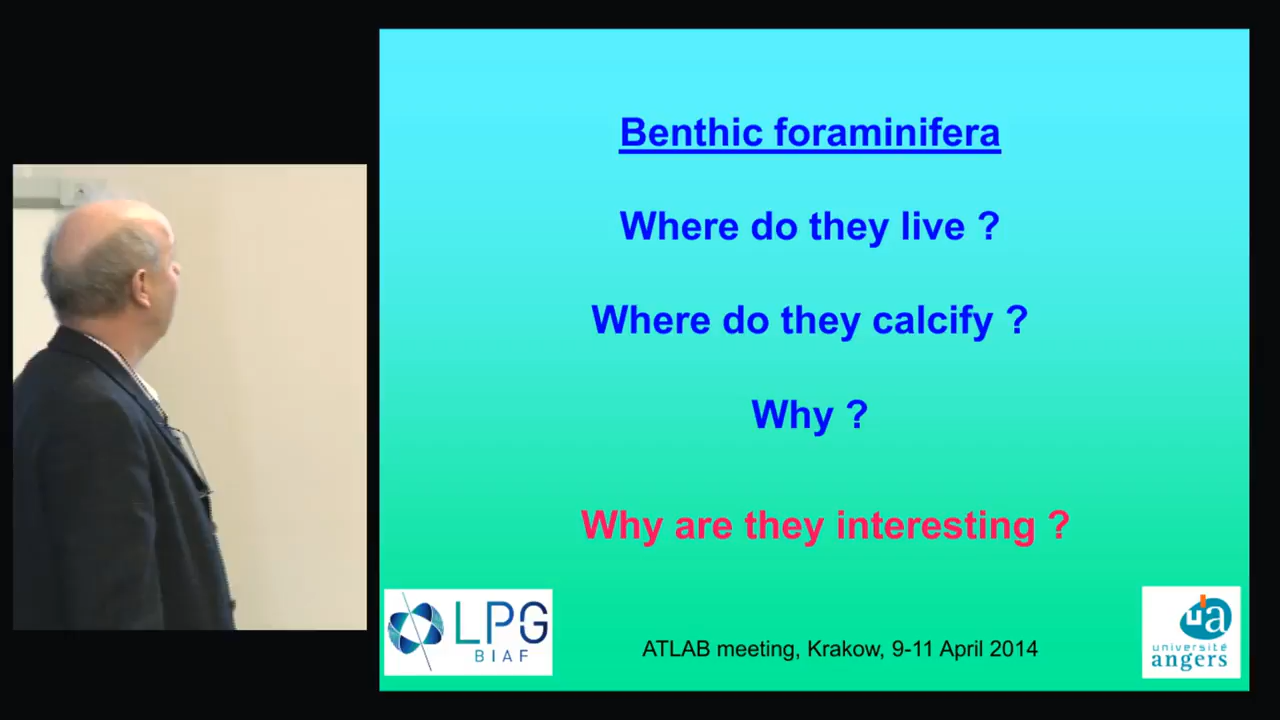 Benthic foraminifera
Where do they live ?
Where do they calcify ?
Why ?
Why are they interesting ?
LPG
BIAF
ATLAB meeting, Krakow, 9-11 April 2014
ua
université
angers